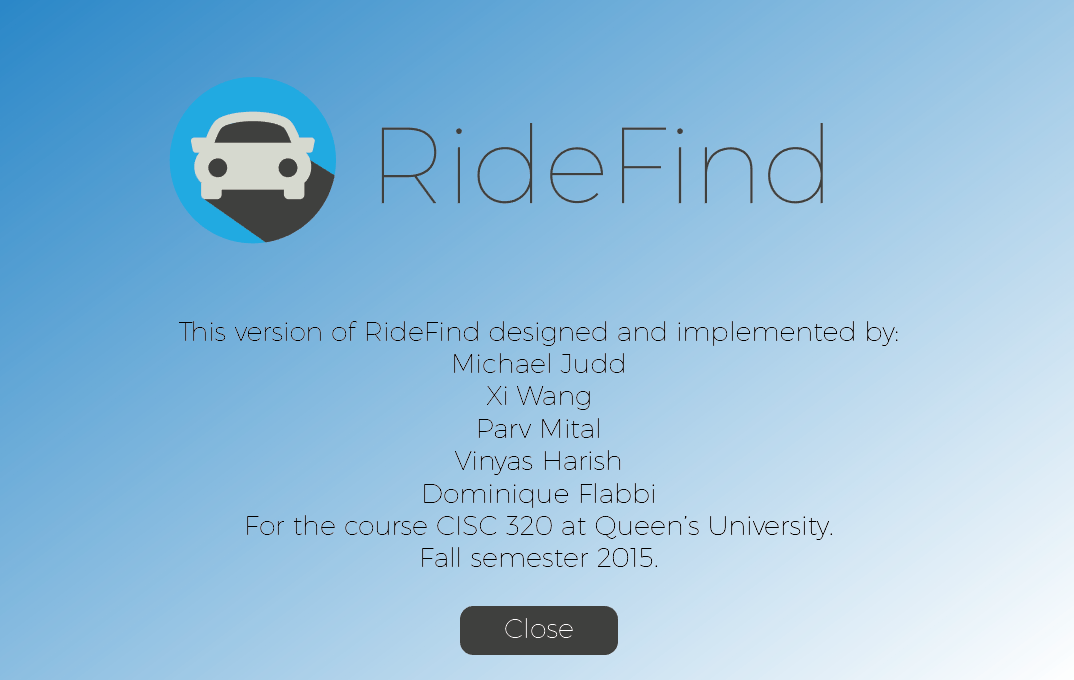 RideFind
This version of RideFind designed and implemented by:
Michael Judd
Xi Wang
Parv Mital
Vinyas Harish
Dominique Flabbi
For the course CISC 320 at Queen's University.
Fall semester 2015.
Close